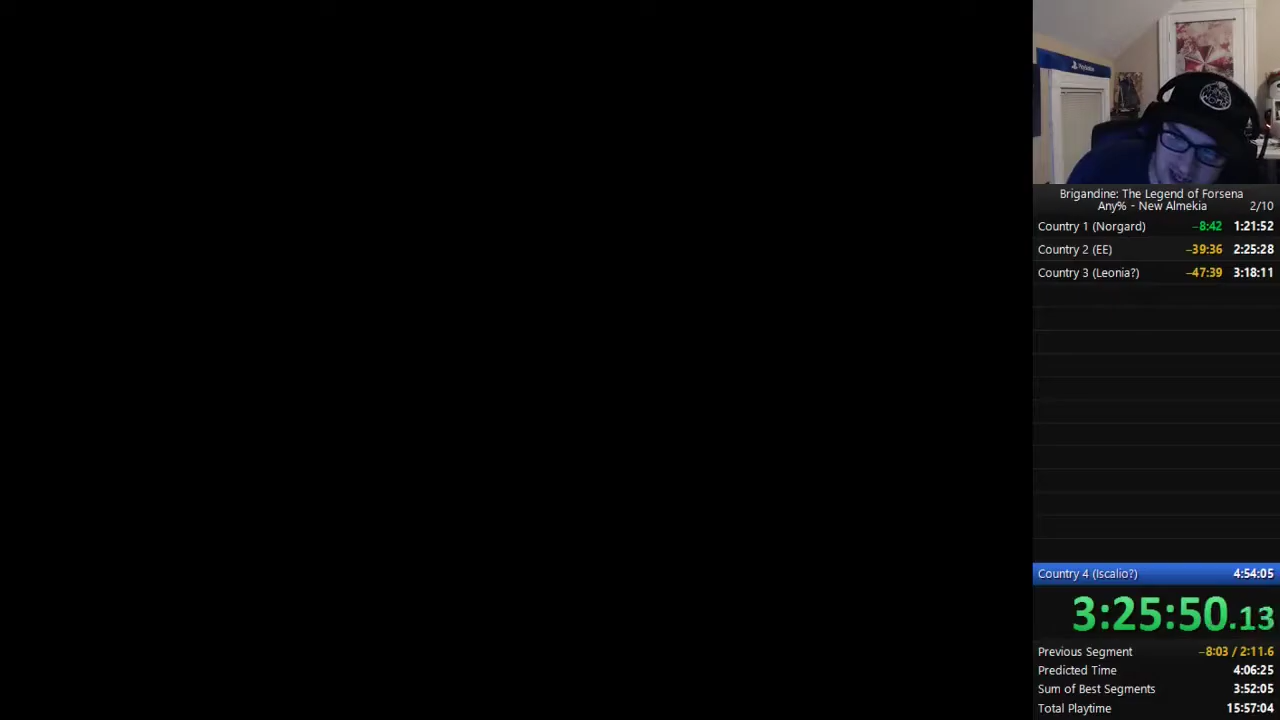 PlayStation
Brigandine: The Legend of Forsena
Any% - New Almekia 2/10
Country 1 (Norgard) −8:42 1:21:52
Country 2 (EE) −39:36 2:25:28
Country 3 (Leonia?) −47:39 3:18:11
Country 4 (Iscalio?) 4:54:05
3:25:50.13
Previous Segment −8:03 / 2:11.6
Predicted Time 4:06:25
Sum of Best Segments 3:52:05
Total Playtime 15:57:04